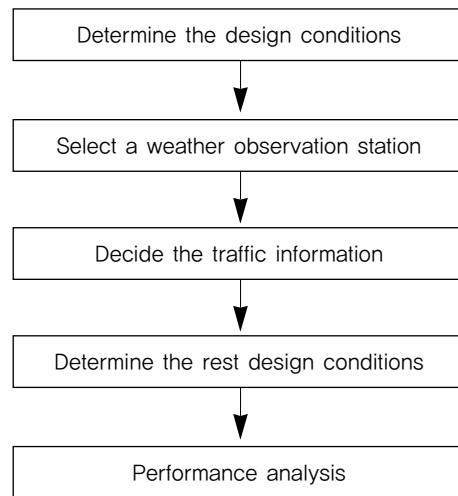 Determine the design conditions
Select a weather observation station
Decide the traffic information
Determine the rest design conditions
Performance analysis